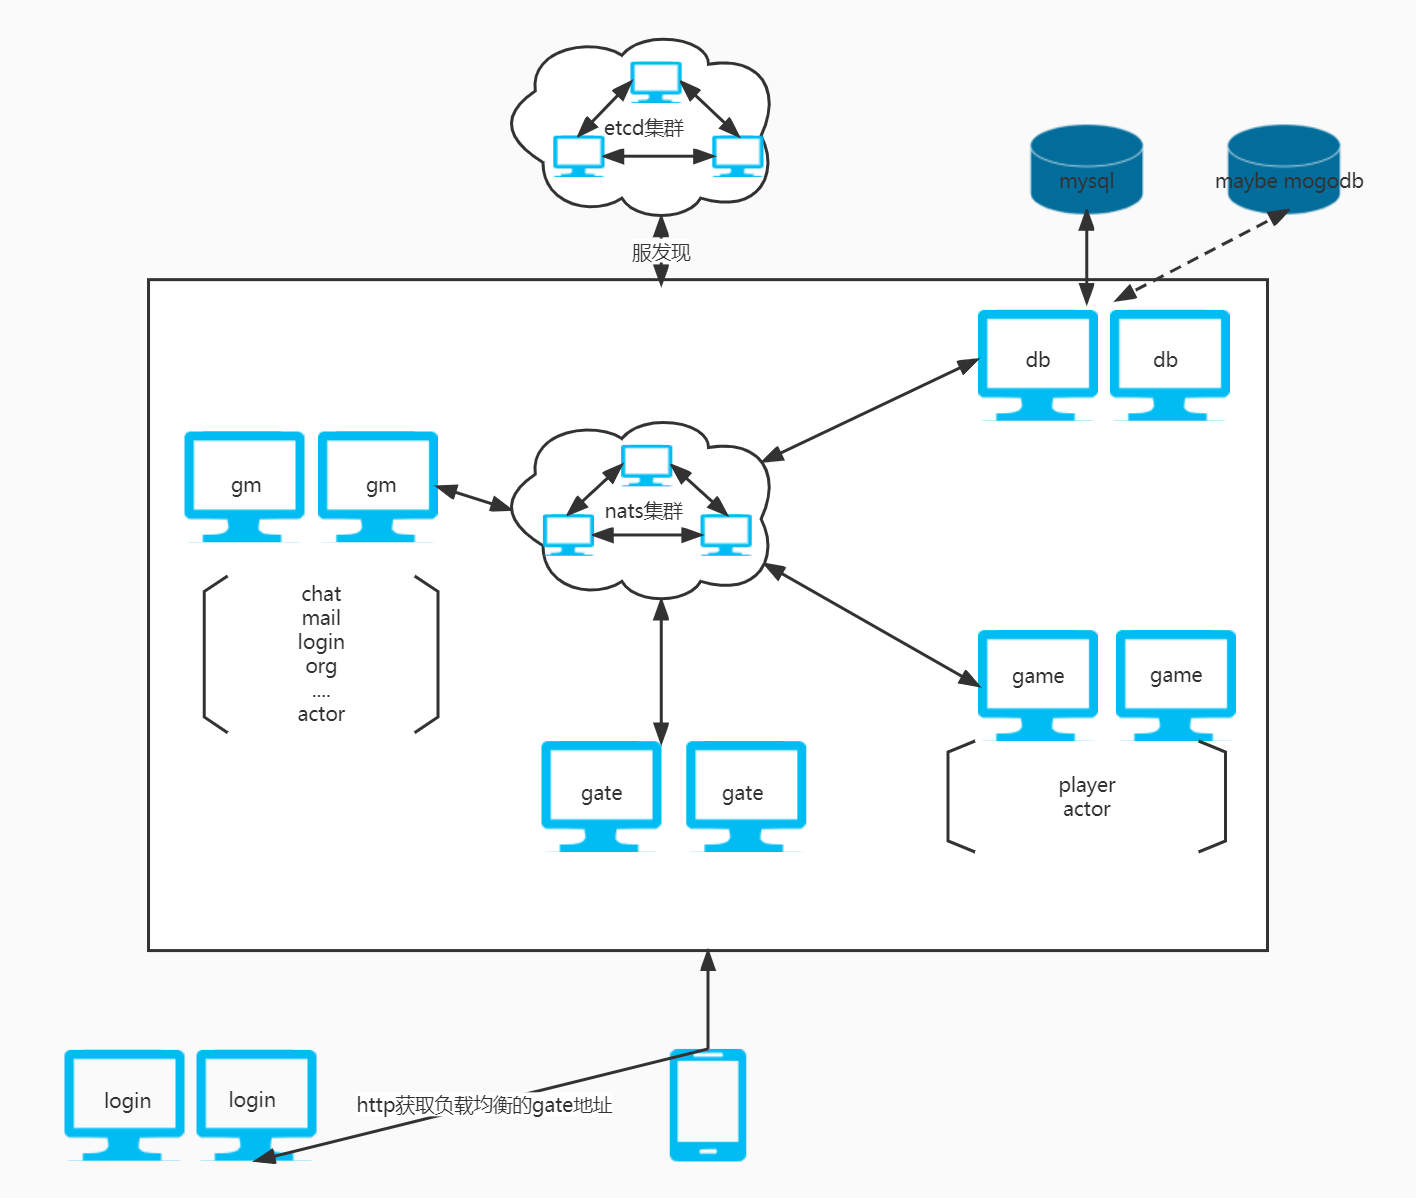 etcd集群
mysql
maybe mogodb
服发现
db
db
gm
gm
nats集群
chat
mail
login
org
....
actor
game
game
player
actor
gate
gate
login
login
http获取负载均衡的gate地址